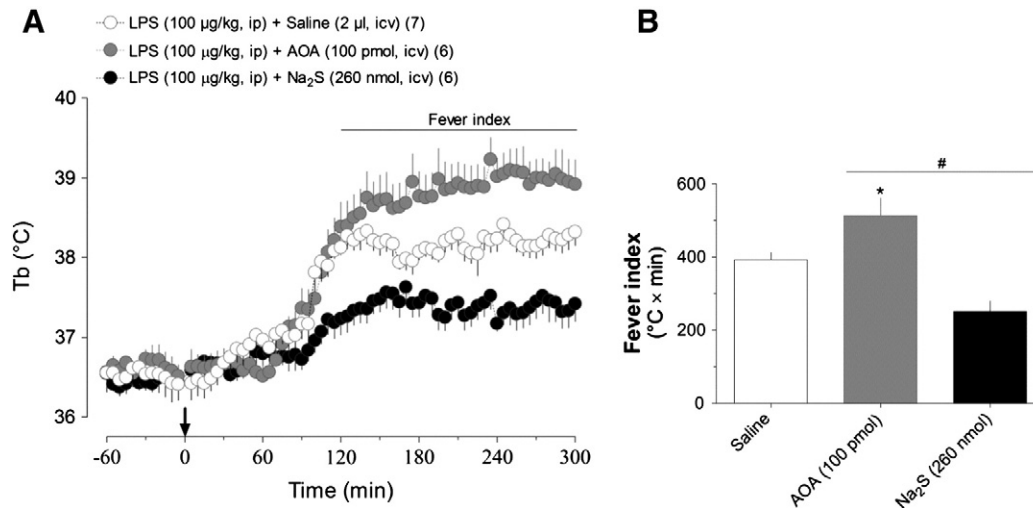 A
LPS (100 µg/kg, ip) + Saline (2 µl, icv) (7)
LPS (100 µg/kg, ip) + AOA (100 pmol, icv) (6)
LPS (100 µg/kg, ip) + Na₂S (260 nmol, icv) (6)
40
39
38
37
36
Tb (°C)
Fever index
-60
0
60
120
180
240
300
Time (min)
B
#
*
600
400
200
0
Fever index
(°C × min)
Saline
AOA (100 pmol)
Na₂S (260 nmol)